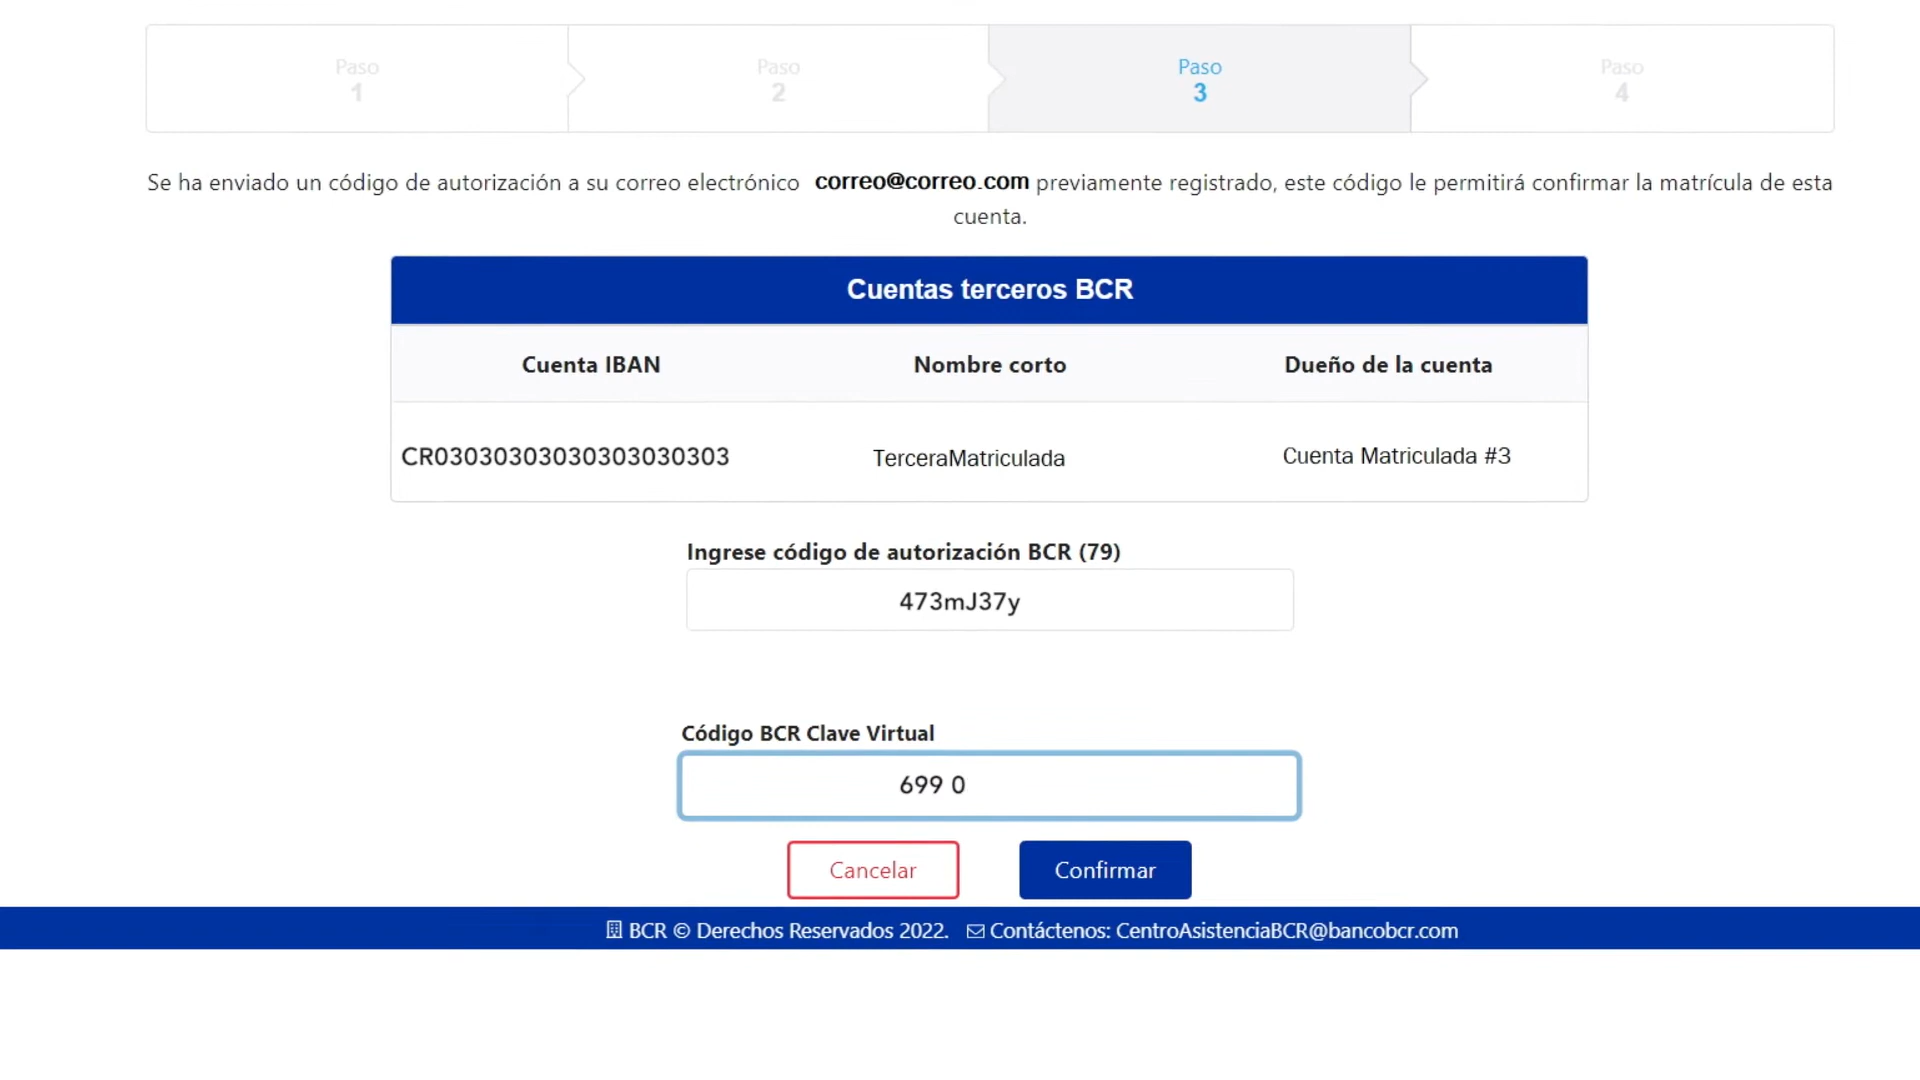 Paso
1
Paso
2
Paso
3
Paso
4
Se ha enviado un código de autorización a su correo electrónico correo@correo.com previamente registrado, este código le permitirá confirmar la matrícula de esta
cuenta.
Cuentas terceros BCR
Cuenta IBAN Nombre corto Dueño de la cuenta
CR03030303030303030303 TerceraMatriculada Cuenta Matriculada #3
Ingrese código de autorización BCR (79)
473mJ37y
Código BCR Clave Virtual
699 0
Cancelar Confirmar
BCR © Derechos Reservados 2022. Contáctenos: CentroAsistenciaBCR@bancobcr.com